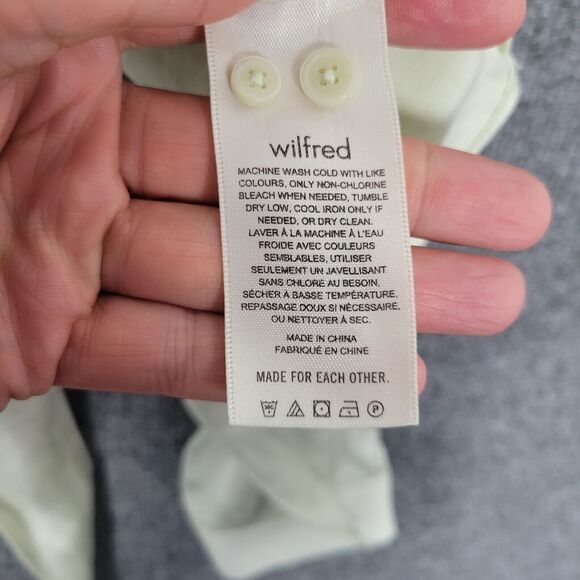 wilfred
MACHINE WASH COLD WITH LIKE
COLOURS, ONLY NON-CHLORINE
BLEACH WHEN NEEDED, TUMBLE
DRY LOW, COOL IRON ONLY IF
NEEDED, OR DRY CLEAN.
LAVER À LA MACHINE À L'EAU
FROIDE AVEC COULEURS
SEMBLABLES, UTILISER
SEULEMENT UN JAVELLISANT
SANS CHLORE AU BESOIN,
SÉCHER À BASSE TEMPÉRATURE,
REPASSAGE DOUX SI NÉCESSAIRE,
OU NETTOYER À SEC.
MADE IN CHINA
FABRIQUÉ EN CHINE
MADE FOR EACH OTHER.
30C P